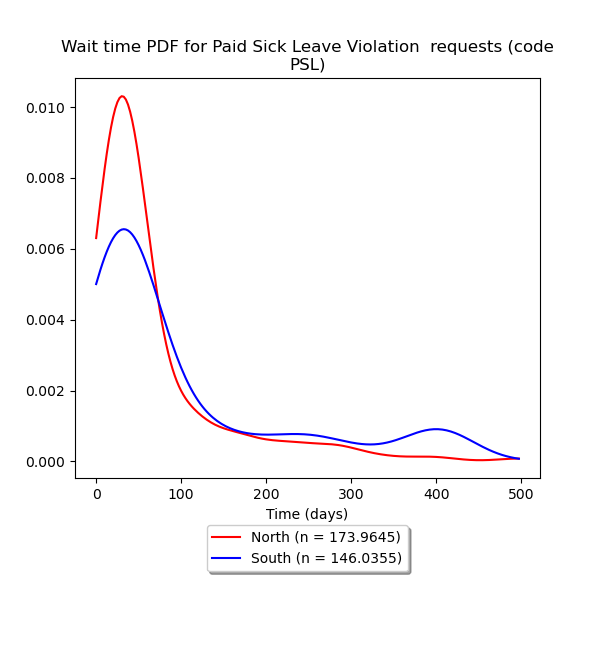 Wait time PDF for Paid Sick Leave Violation  requests (code
PSL)
0.010
0.008
0.006
0.004
0.002
0.000
0 100 200 300 400 500
Time (days)
North (n = 173.9645)
South (n = 146.0355)